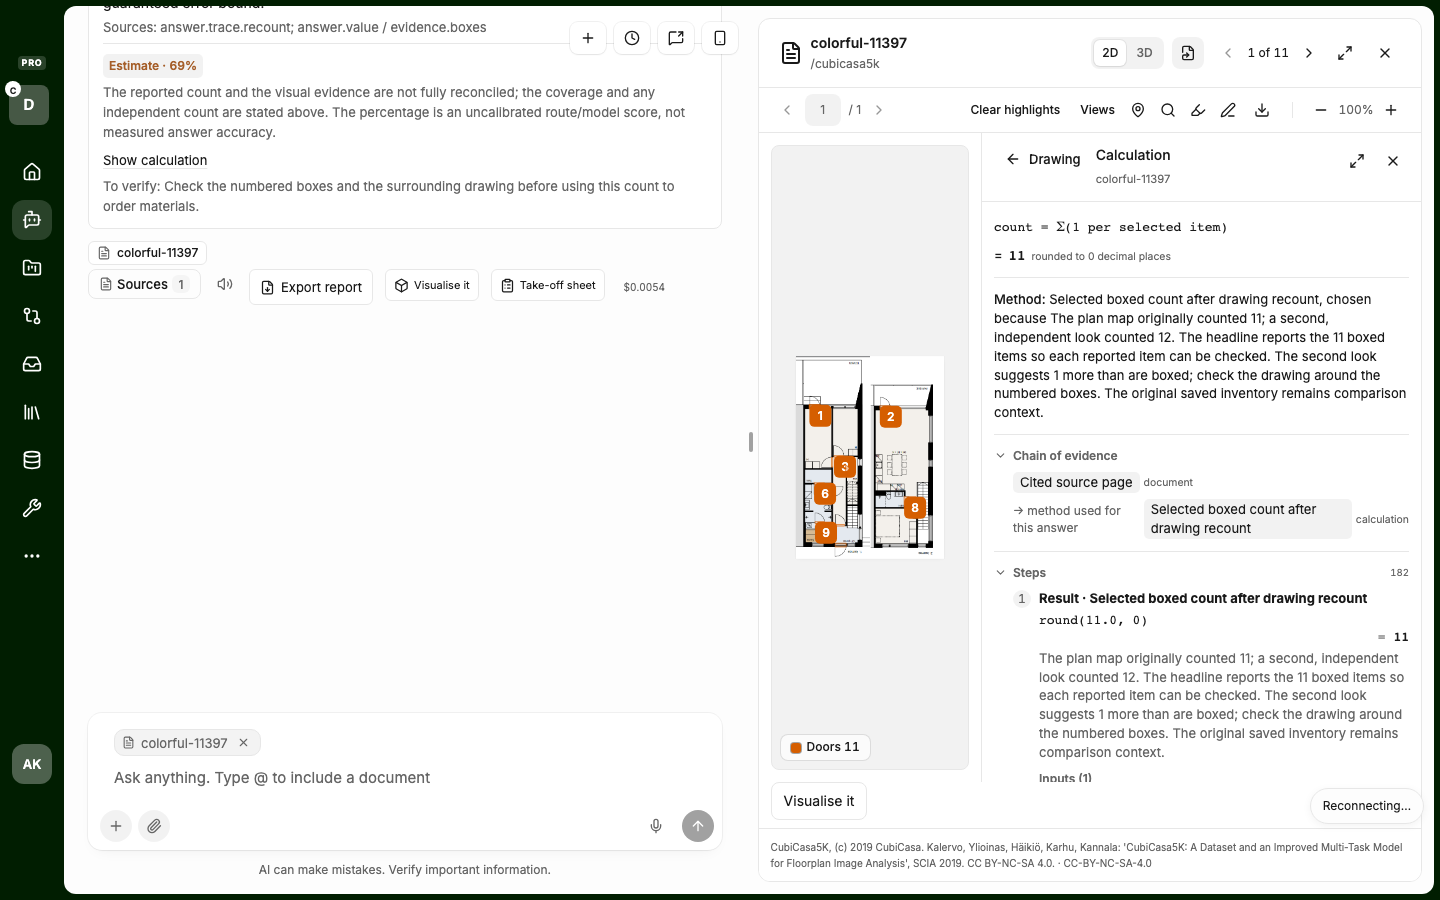 PRO
C
D
AK
guaranteed error bound.
Sources: answer.trace.recount; answer.value / evidence.boxes
Estimate · 69%
The reported count and the visual evidence are not fully reconciled; the coverage and any
independent count are stated above. The percentage is an uncalibrated route/model score, not
measured answer accuracy.
Show calculation
To verify: Check the numbered boxes and the surrounding drawing before using this count to
order materials.
colorful-11397
Sources 1
Export report
Visualise it
Take-off sheet
$0.0054
colorful-11397
Ask anything. Type @ to include a document
AI can make mistakes. Verify important information.
colorful-11397
/cubicasa5k
2D 3D
1 of 11
1 / 1
Clear highlights
Views
100%
1
2
3
6
8
9
Doors 11
Drawing
Calculation
colorful-11397
count = Σ(1 per selected item)
= 11 rounded to 0 decimal places
Method: Selected boxed count after drawing recount, chosen
because The plan map originally counted 11; a second,
independent look counted 12. The headline reports the 11 boxed
items so each reported item can be checked. The second look
suggests 1 more than are boxed; check the drawing around the
numbered boxes. The original saved inventory remains comparison
context.
Chain of evidence
Cited source page document
→ method used for
this answer
Selected boxed count after
drawing recount
calculation
Steps 182
1 Result · Selected boxed count after drawing recount
round(11.0, 0)
= 11
The plan map originally counted 11; a second, independent
look counted 12. The headline reports the 11 boxed items so
each reported item can be checked. The second look
suggests 1 more than are boxed; check the drawing around
the numbered boxes. The original saved inventory remains
comparison context.
Inputs (1)
Visualise it
Reconnecting...
CubiCasa5K, (c) 2019 CubiCasa. Kalervo, Ylioinas, Häikiö, Karhu, Kannala: 'CubiCasa5K: A Dataset and an Improved Multi-Task Model
for Floorplan Image Analysis', SCIA 2019. CC BY-NC-SA 4.0. · CC-BY-NC-SA-4.0